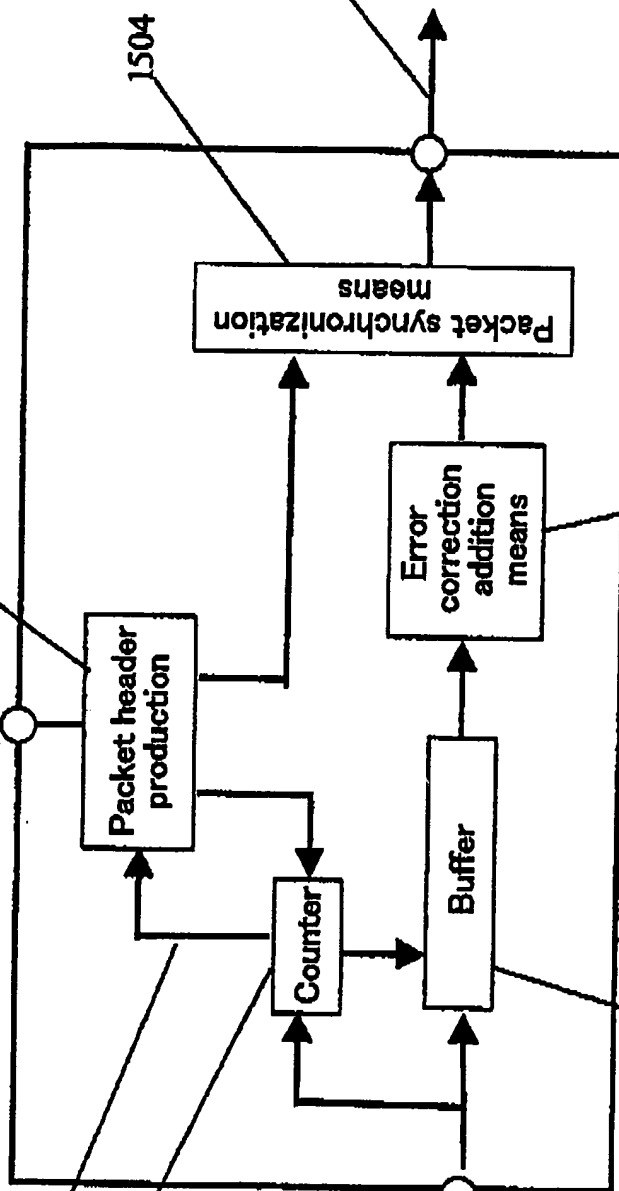 1504
Packet synchronization
means
Packet header
production
Error
correction
addition
means
Counter
Buffer